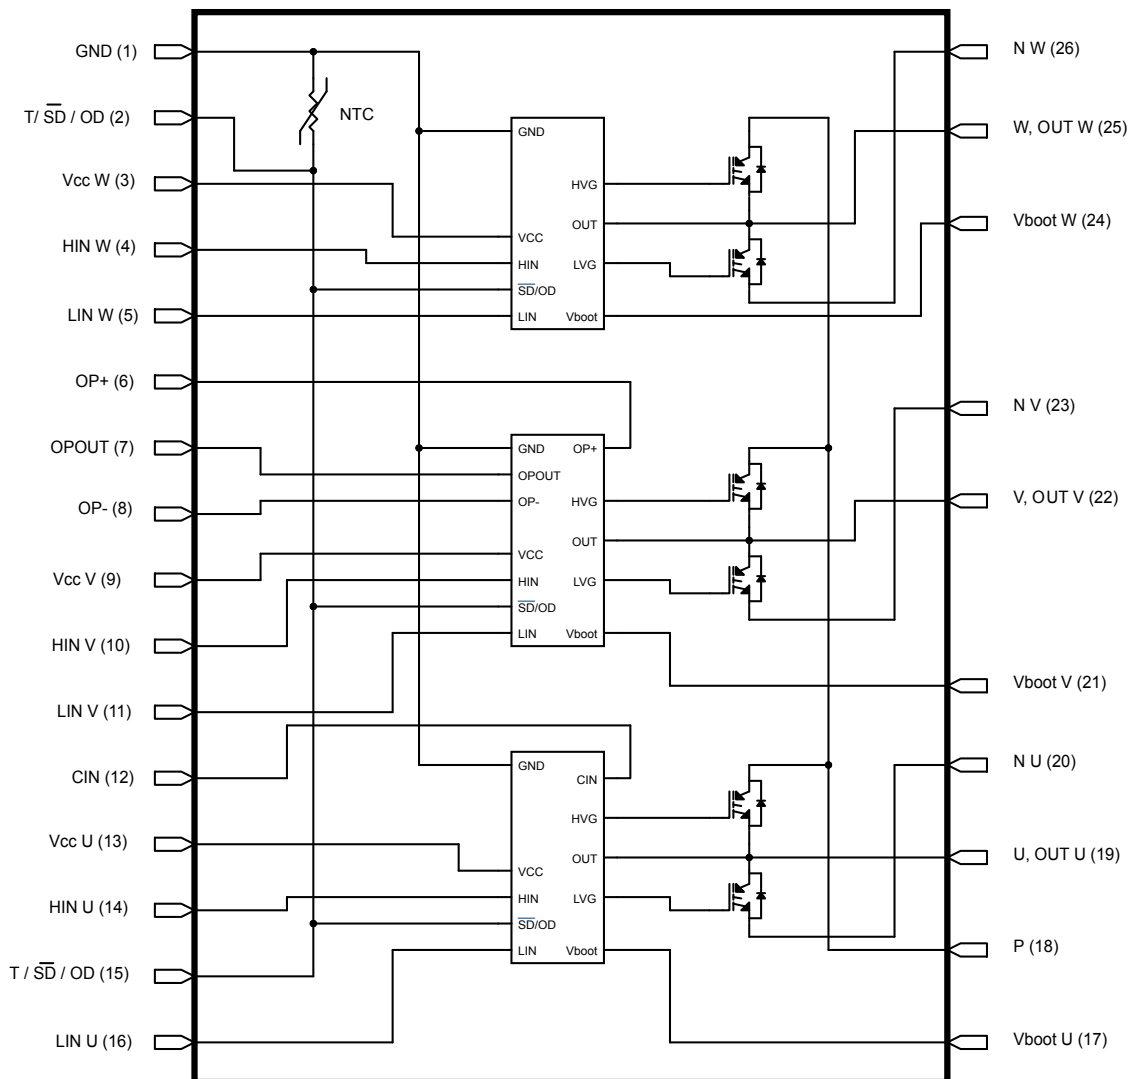 GND (1)
T/ SD / OD (2)
Vcc W (3)
HIN W (4)
LIN W (5)
OP+ (6)
OPOUT (7)
OP- (8)
Vcc V (9)
HIN V (10)
LIN V (11)
CIN (12)
Vcc U (13)
HIN U (14)
T / SD / OD (15)
LIN U (16)
NTC
GND
HVG
OUT
VCC
HIN
LVG
SD/OD
LIN
Vboot
GND
OP+
OPOUT
OP-
HVG
OUT
VCC
HIN
LVG
SD/OD
LIN
Vboot
GND
CIN
HVG
OUT
VCC
HIN
LVG
SD/OD
LIN
Vboot
N W (26)
W, OUT W (25)
Vboot W (24)
N V (23)
V, OUT V (22)
Vboot V (21)
N U (20)
U, OUT U (19)
P (18)
Vboot U (17)